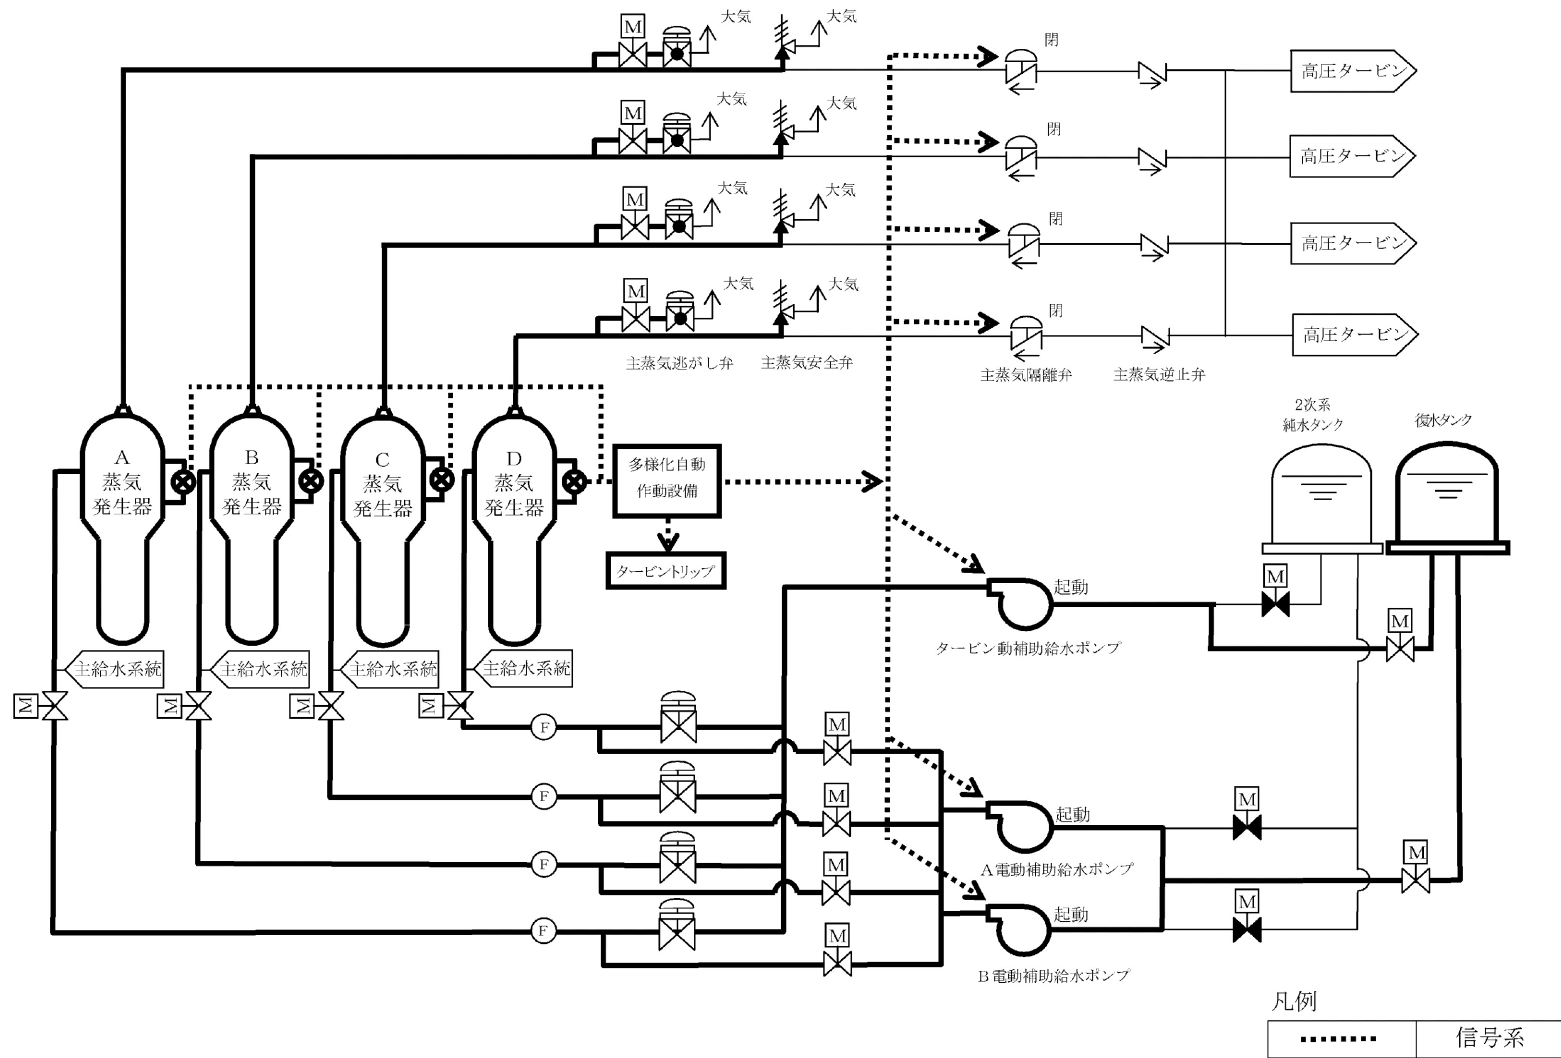 M
大気
大気
閉
高圧タービン
M
大気
大気
閉
高圧タービン
M
大気
大気
閉
高圧タービン
M
大気
大気
閉
高圧タービン
主蒸気逃がし弁
主蒸気安全弁
主蒸気隔離弁
主蒸気逆止弁
2次系
純水タンク
復水タンク
A
蒸気
発生器
B
蒸気
発生器
C
蒸気
発生器
D
蒸気
発生器
多様化自動
作動設備
タービントリップ
起動
M
タービン動補助給水ポンプ
M
主給水系統
主給水系統
主給水系統
主給水系統
M
M
M
M
F
M
F
M
起動
M
A電動補助給水ポンプ
M
F
M
起動
M
F
M
B電動補助給水ポンプ
凡例
信号系